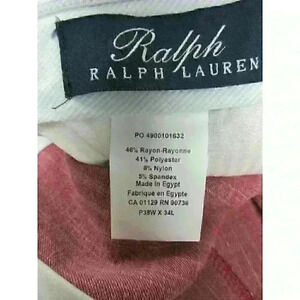 Ralph
RALPH LAUREN
PO 4900101632
46% Rayon-Rayonne
41% Polyester
8% Nylon
5% Spandex
Made in Egypt
Fabriqué en Egypte
CA 01129 RN 90736
P38W X 34L